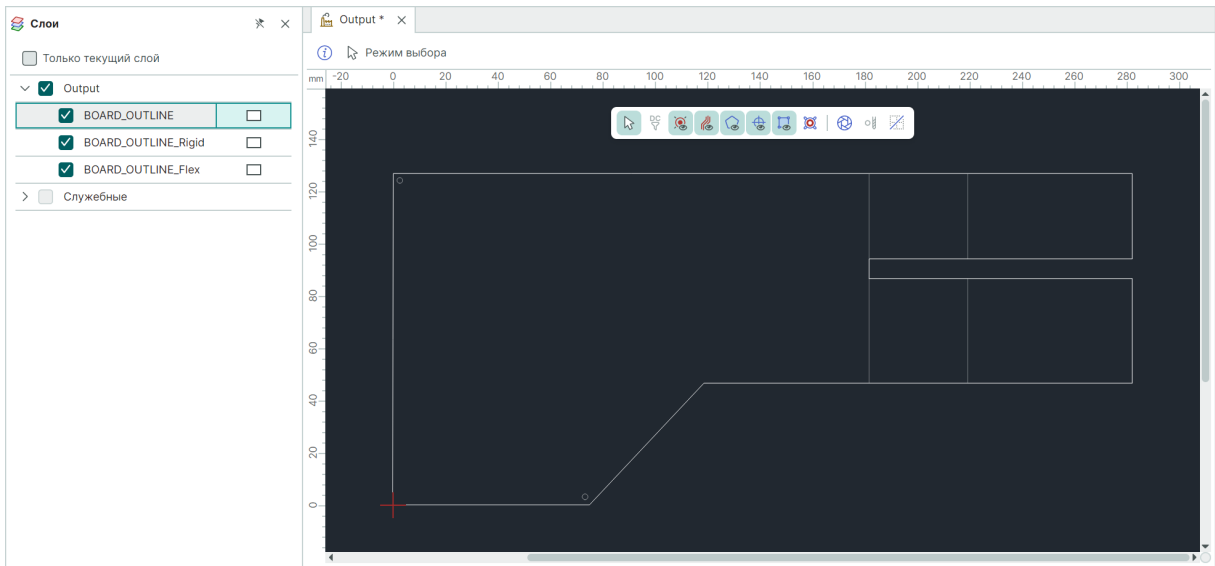 Слои
Только текущий слой
Output
BOARD_OUTLINE
BOARD_OUTLINE_Rigid
BOARD_OUTLINE_Flex
Служебные
Output *
Режим выбора
mm -20 0 20 40 60 80 100 120 140 160 180 200 220 240 260 280 300
DC
140
120
100
80
60
40
20
0